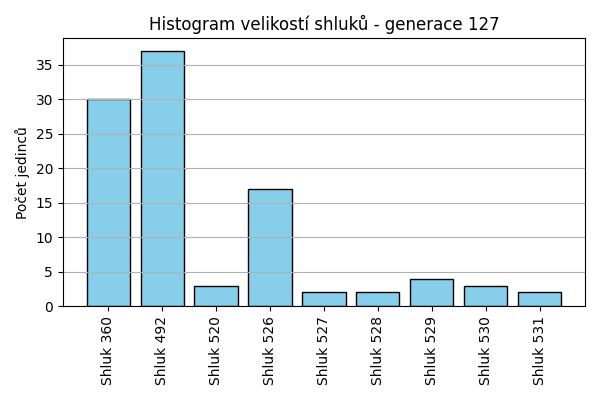 Histogram velikostí shluků - generace 127
Počet jedinců
35
30
25
20
15
10
5
0
Shluk 360
Shluk 492
Shluk 520
Shluk 526
Shluk 527
Shluk 528
Shluk 529
Shluk 530
Shluk 531